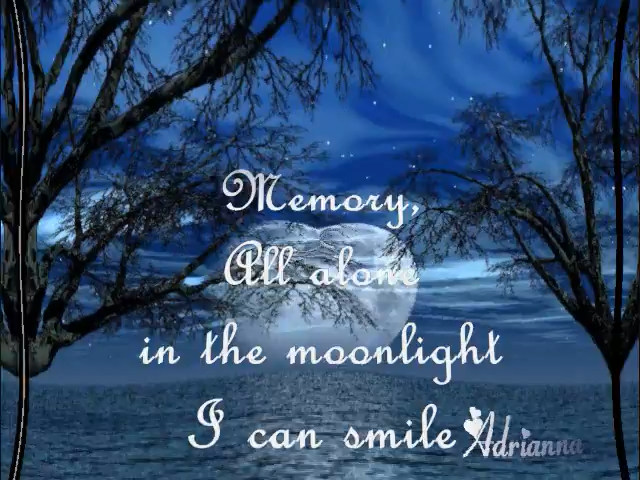 Memory,
All alone
in the moonlight
I can smile
Adrianna